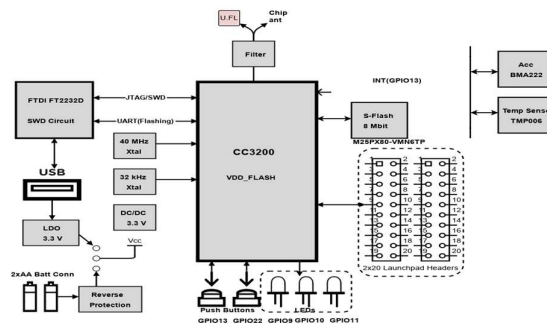 U.FL
Chip
ant
Filter
INT(GPIO13)
Acc
BMA222
Temp Sense
TMP006
FTDI FT2232D
SWD Circuit
JTAG/SWD
UART(Flashing)
CC3200
VDD_FLASH
S-Flash
8 Mbit
M25PX80-VMN6TP
40 MHz
Xtal
32 kHz
Xtal
DC/DC
3.3 V
USB
LDO
3.3 V
Vcc
2xAA Batt Conn
Reverse
Protection
Push Buttons
GPIO13 GPIO22
LEDs
GPIO9 GPIO10 GPIO11
2x20 Launchpad Headers